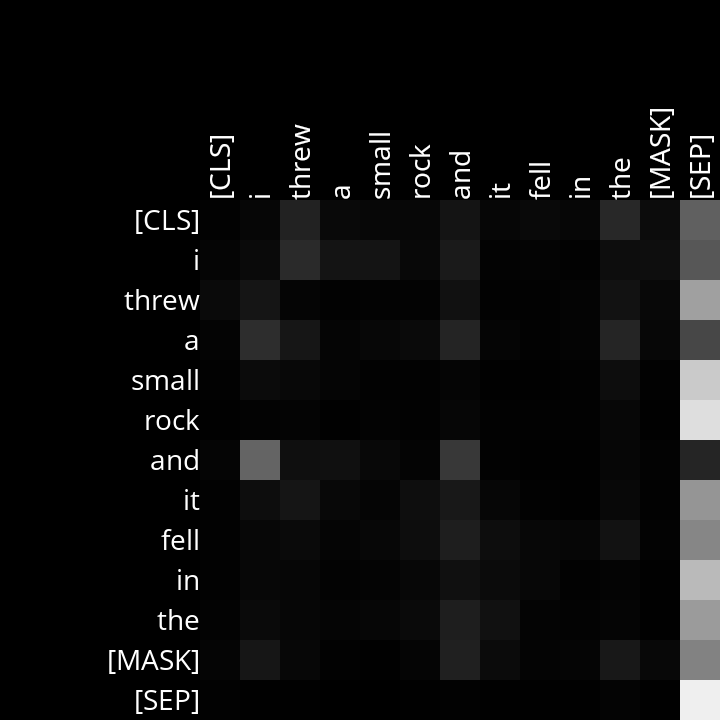 [CLS] i threw a small rock and it fell in the [MASK] [SEP]
[CLS]
i
threw
a
small
rock
and
it
fell
in
the
[MASK]
[SEP]